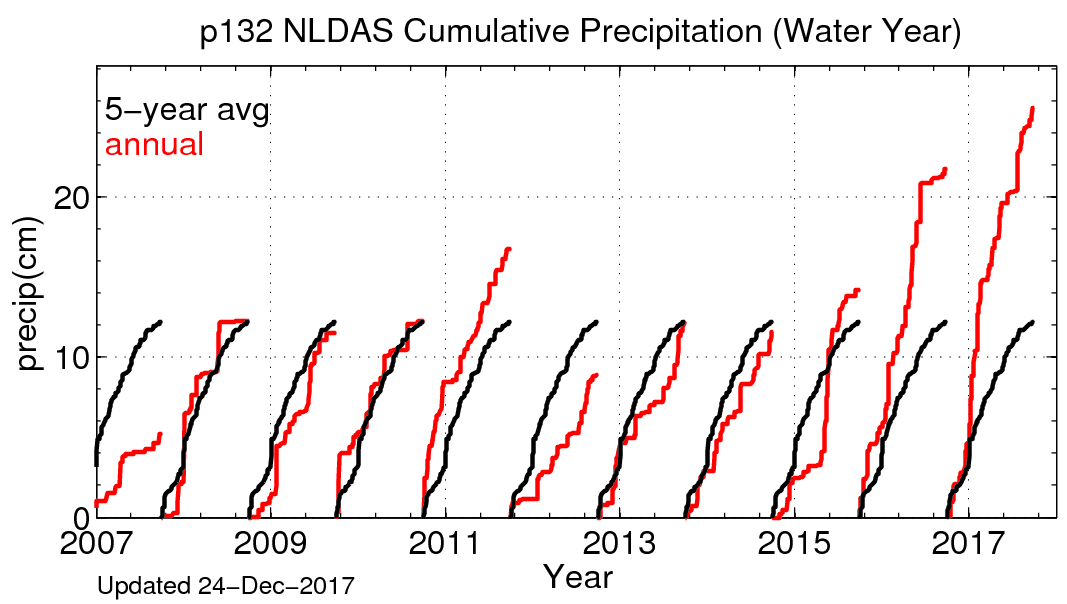 p132 NLDAS Cumulative Precipitation (Water Year)
5−year avg
annual
20
10
0
precip(cm)
2007 2009 2011 2013 2015 2017
Year
Updated 24−Dec−2017